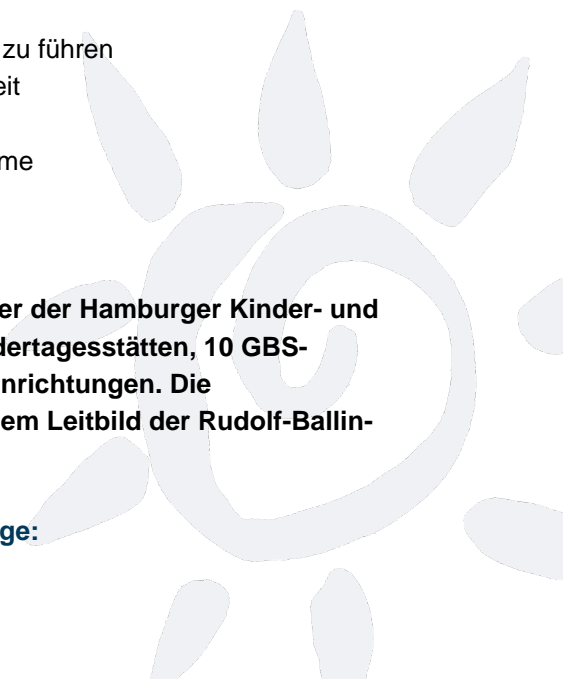 zu führen
eit
me
er der Hamburger Kinder- und
dertagesstätten, 10 GBS-
nrichtungen. Die
em Leitbild der Rudolf-Ballin-
ge: